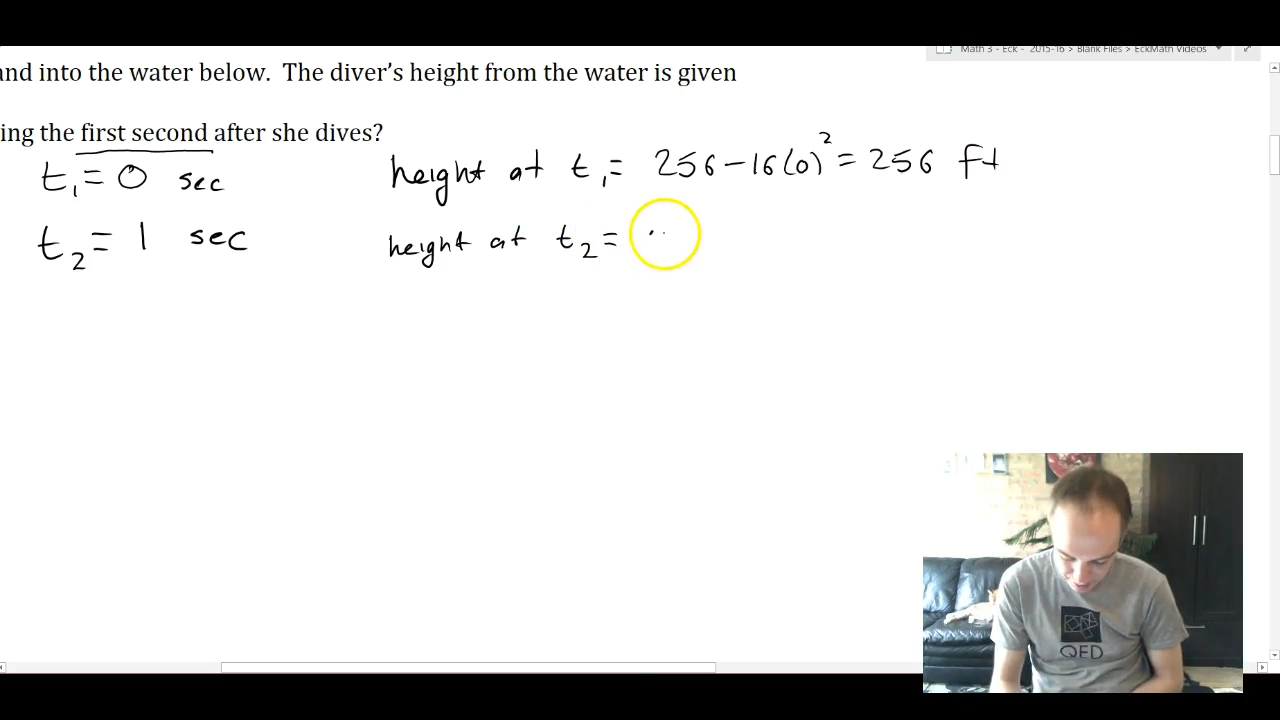 Math 3 - Eck - 2015-16 > Blank Files > EckMath Videos
and into the water below. The diver's height from the water is given
ing the first second after she dives?
t₁ = 0 sec
height at t₁ = 256 - 16(0)² = 256 ft
t₂ = 1 sec
height at t₂ =
QED